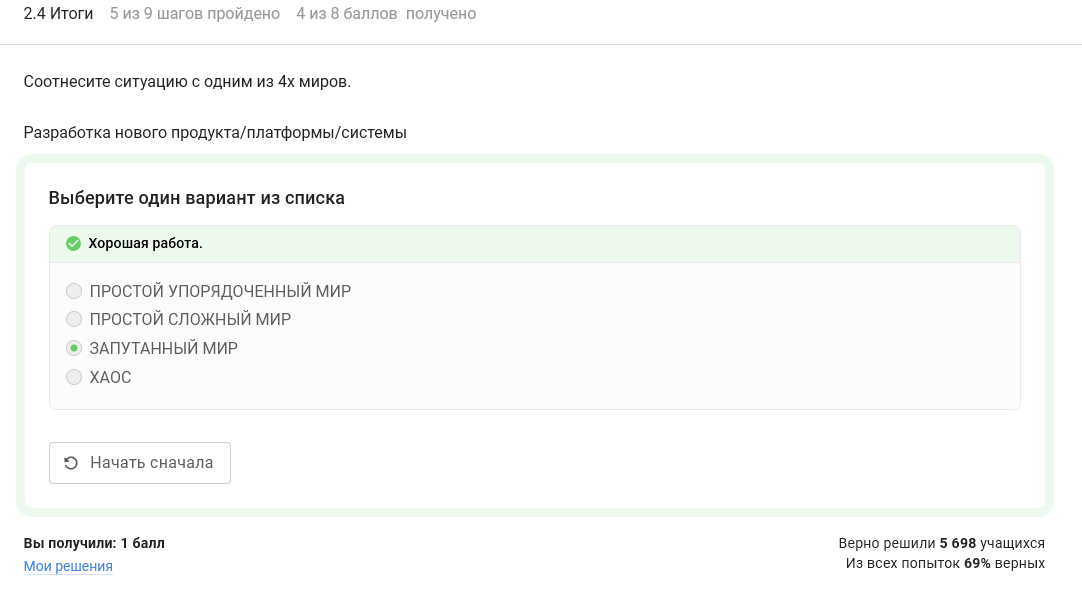 2.4 Итоги 5 из 9 шагов пройдено 4 из 8 баллов получено
Соотнесите ситуацию с одним из 4х миров.
Разработка нового продукта/платформы/системы
Выберите один вариант из списка
Хорошая работа.
ПРОСТОЙ УПОРЯДОЧЕННЫЙ МИР
ПРОСТОЙ СЛОЖНЫЙ МИР
ЗАПУТАННЫЙ МИР
ХАОС
Начать сначала
Вы получили: 1 балл
Мои решения
Верно решили 5 698 учащихся
Из всех попыток 69% верных